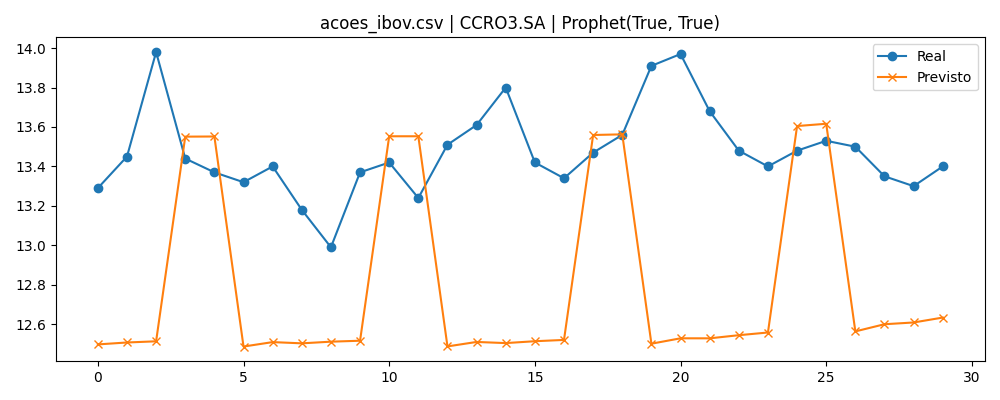 acoes_ibov.csv | CCRO3.SA | Prophet(True, True)
Real
Previsto
14.0
13.8
13.6
13.4
13.2
13.0
12.8
12.6
0 5 10 15 20 25 30